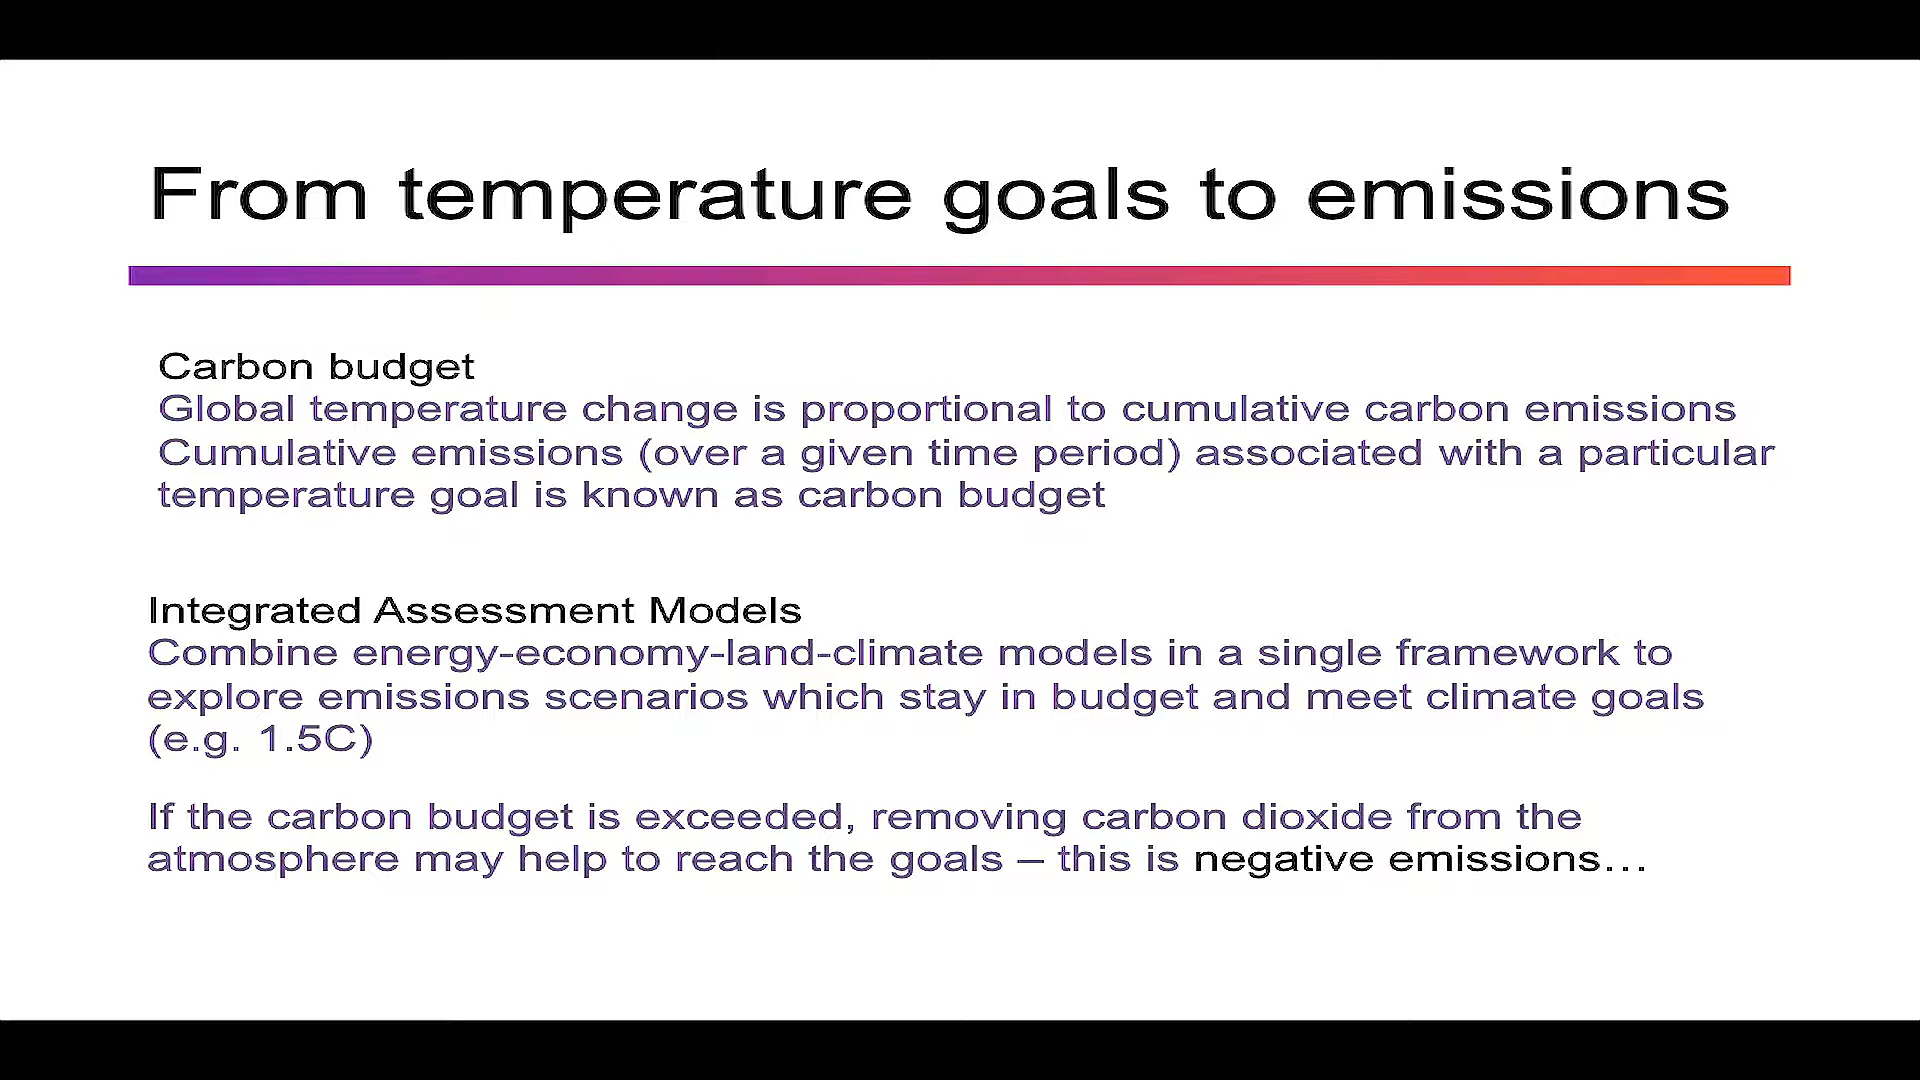 From temperature goals to emissions
Carbon budget
Global temperature change is proportional to cumulative carbon emissions
Cumulative emissions (over a given time period) associated with a particular
temperature goal is known as carbon budget
Integrated Assessment Models
Combine energy-economy-land-climate models in a single framework to
explore emissions scenarios which stay in budget and meet climate goals
(e.g. 1.5C)
If the carbon budget is exceeded, removing carbon dioxide from the
atmosphere may help to reach the goals – this is negative emissions…